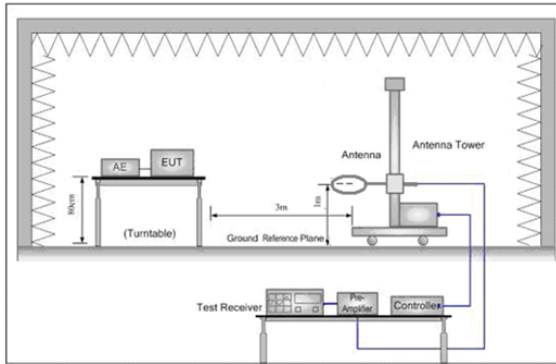 EUT
AE
Antenna Tower
Antenna
80cm
3m
1m
(Turntable)
Ground Reference Plane
Test Receiver
Pre-
Amplifier
Controller